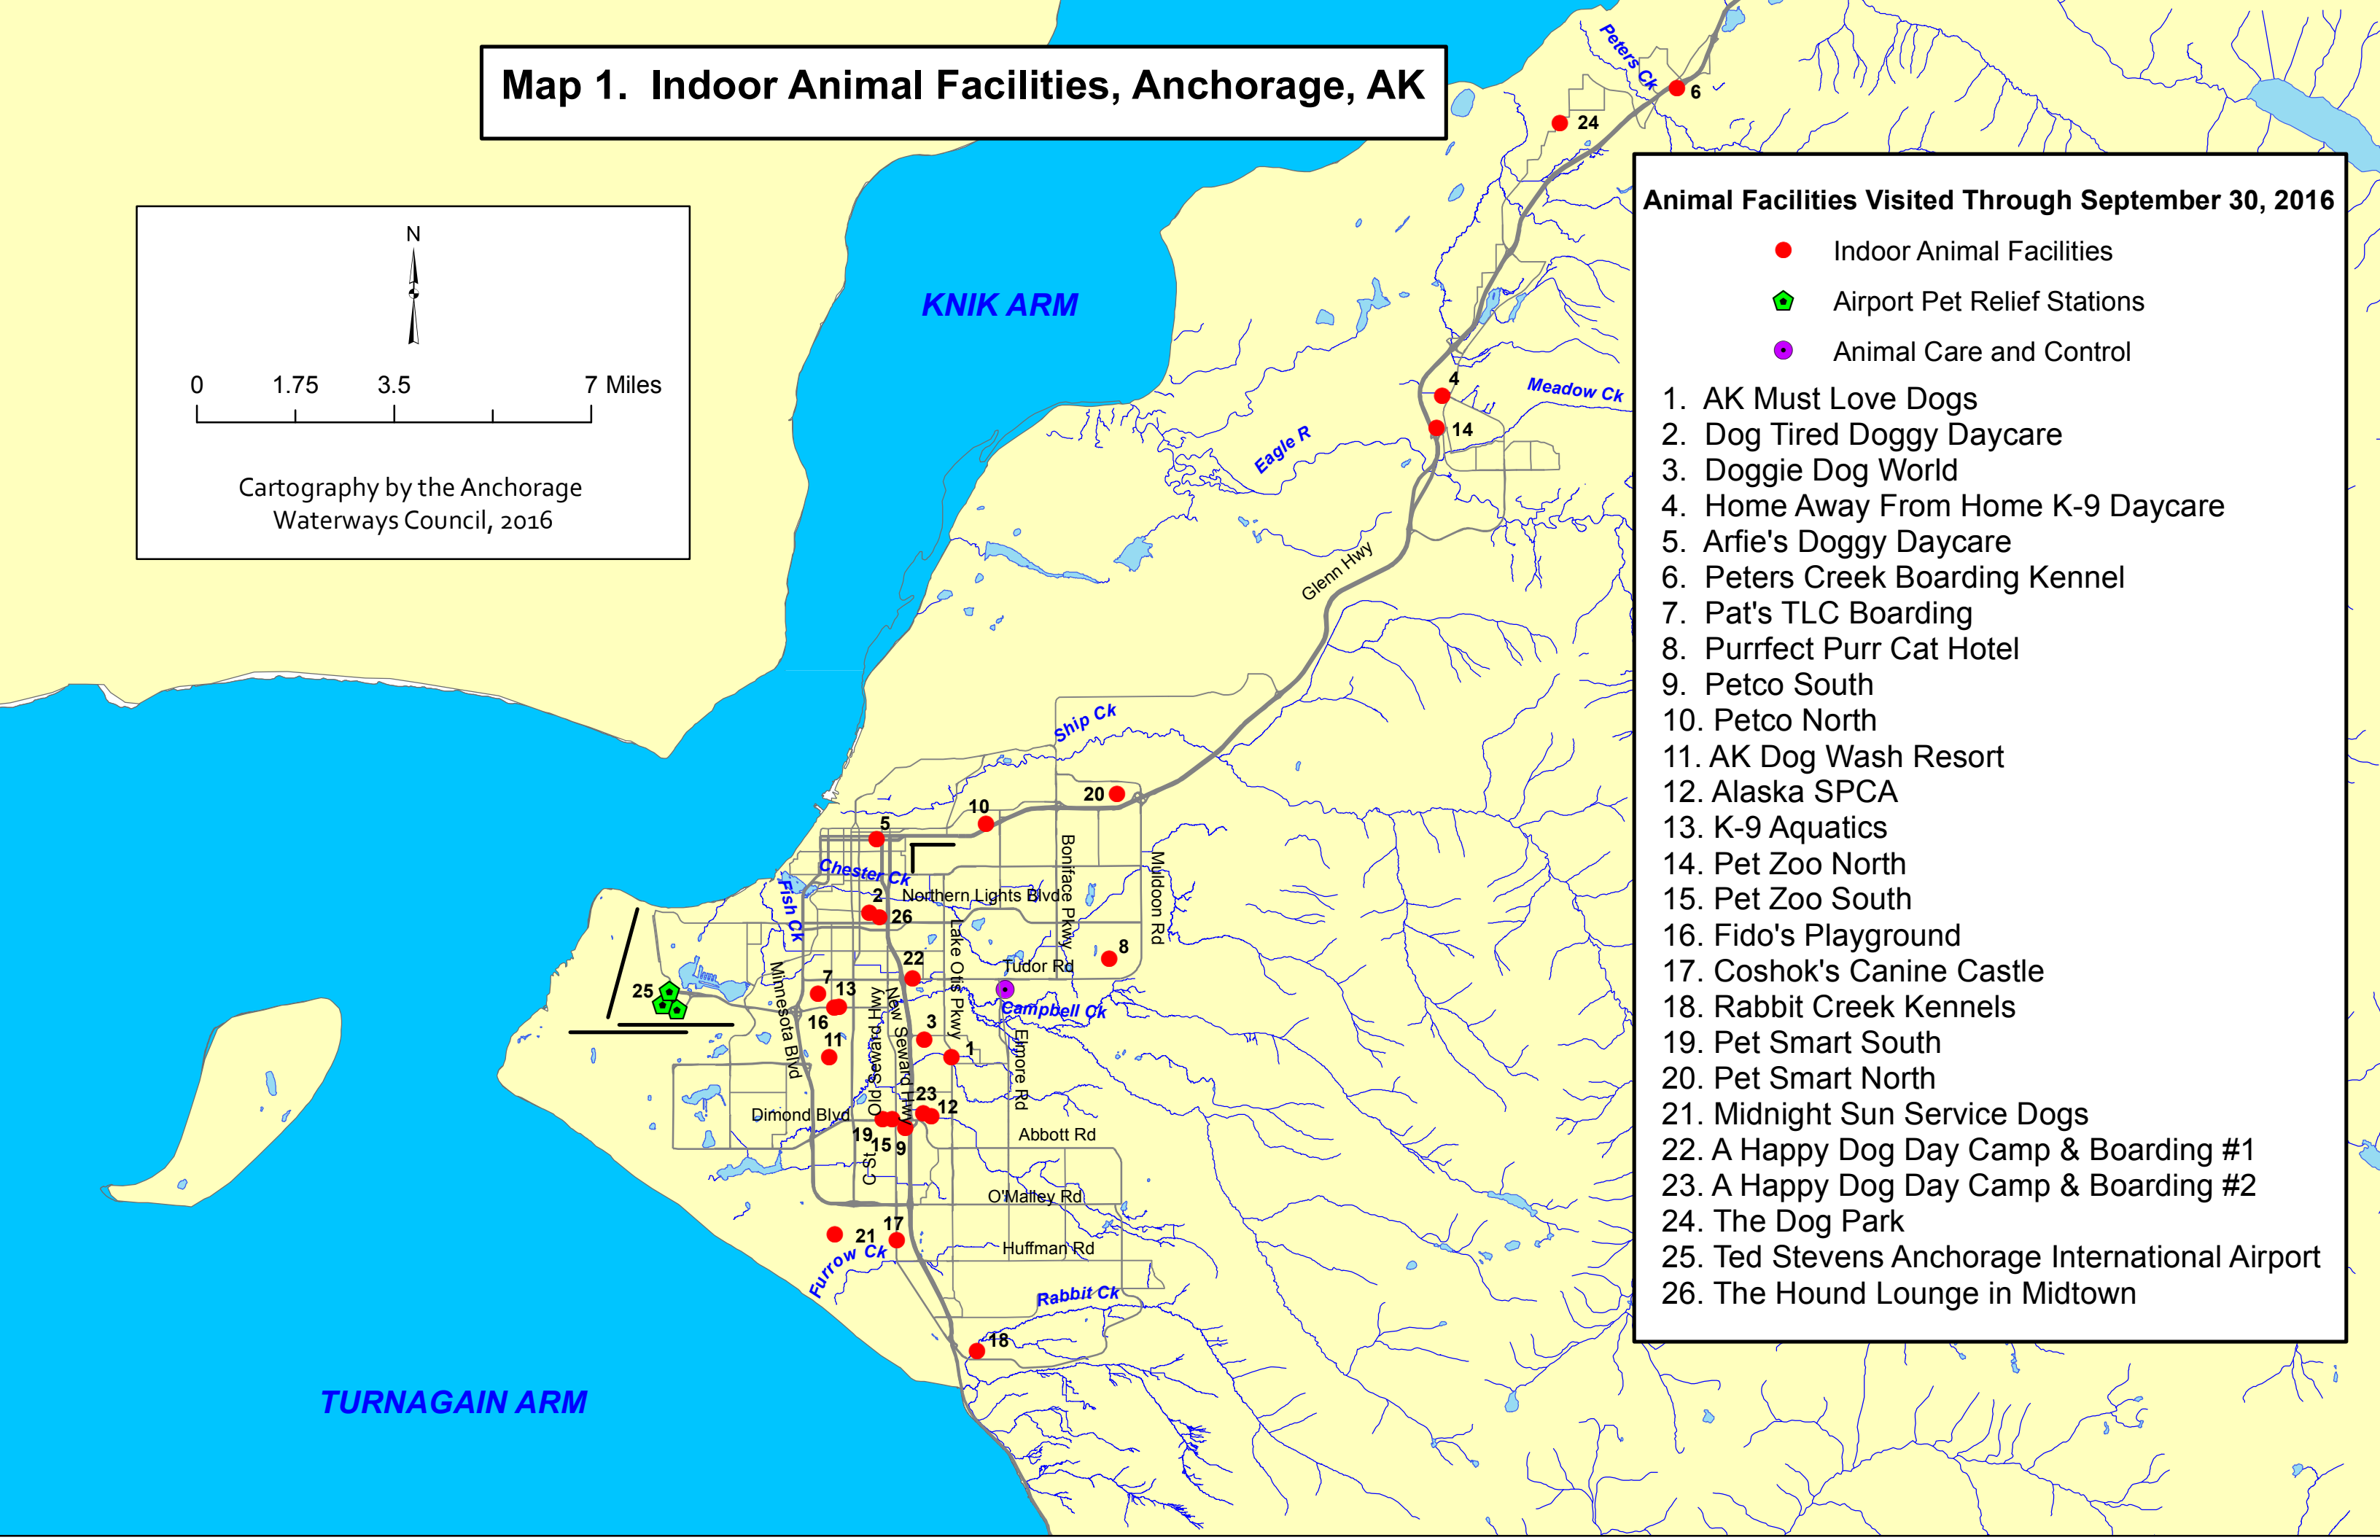 Map 1.  Indoor Animal Facilities, Anchorage, AK
N
0 1.75 3.5 7 Miles
Cartography by the Anchorage
Waterways Council, 2016
KNIK ARM
TURNAGAIN ARM
Peters Ck
6
24
4
Meadow Ck
14
Eagle R
Glenn Hwy
Ship Ck
20
10
5
Chester Ck
Fish Ck
2
Northern Lights Blvd
26
Boniface Pkwy
Muldoon Rd
Lake Otis Pkwy
8
22
Tudor Rd
25
7
13
16
Minnesota Blvd
Old Seward Hwy
New Seward Hwy
Campbell Ck
3
1
11
Elmore Rd
23
12
Dimond Blvd
19
15
9
Abbott Rd
C St
O'Malley Rd
17
21
Furrow Ck
Huffman Rd
Rabbit Ck
18
Animal Facilities Visited Through September 30, 2016
Indoor Animal Facilities
Airport Pet Relief Stations
Animal Care and Control
1.  AK Must Love Dogs
2.  Dog Tired Doggy Daycare
3.  Doggie Dog World
4.  Home Away From Home K-9 Daycare
5.  Arfie's Doggy Daycare
6.  Peters Creek Boarding Kennel
7.  Pat's TLC Boarding
8.  Purrfect Purr Cat Hotel
9.  Petco South
10. Petco North
11. AK Dog Wash Resort
12. Alaska SPCA
13. K-9 Aquatics
14. Pet Zoo North
15. Pet Zoo South
16. Fido's Playground
17. Coshok's Canine Castle
18. Rabbit Creek Kennels
19. Pet Smart South
20. Pet Smart North
21. Midnight Sun Service Dogs
22. A Happy Dog Day Camp & Boarding #1
23. A Happy Dog Day Camp & Boarding #2
24. The Dog Park
25. Ted Stevens Anchorage International Airport
26. The Hound Lounge in Midtown